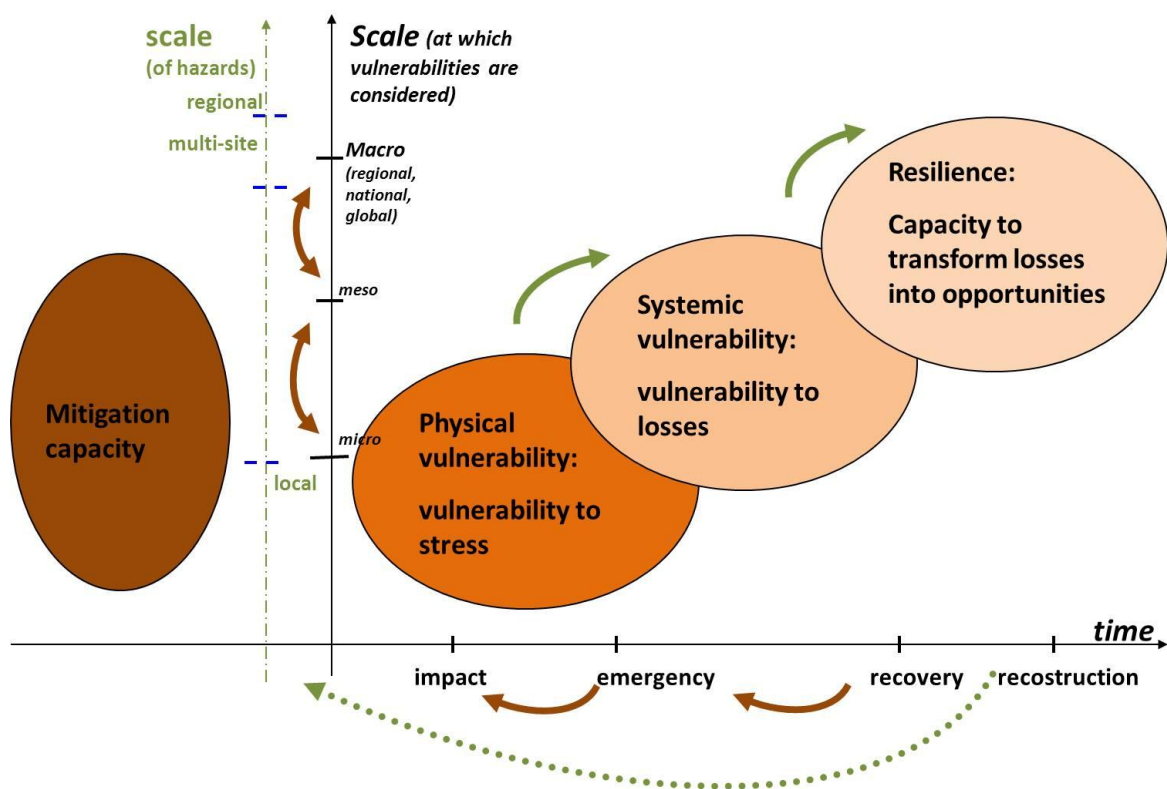 scale
(of hazards)
regional
multi-site
local
Scale (at which
vulnerabilities are
considered)
Macro
(regional,
national,
global)
meso
micro
Mitigation
capacity
Physical
vulnerability:
vulnerability to
stress
Systemic
vulnerability:
vulnerability to
losses
Resilience:
Capacity to
transform losses
into opportunities
time
impact
emergency
recovery
recostruction